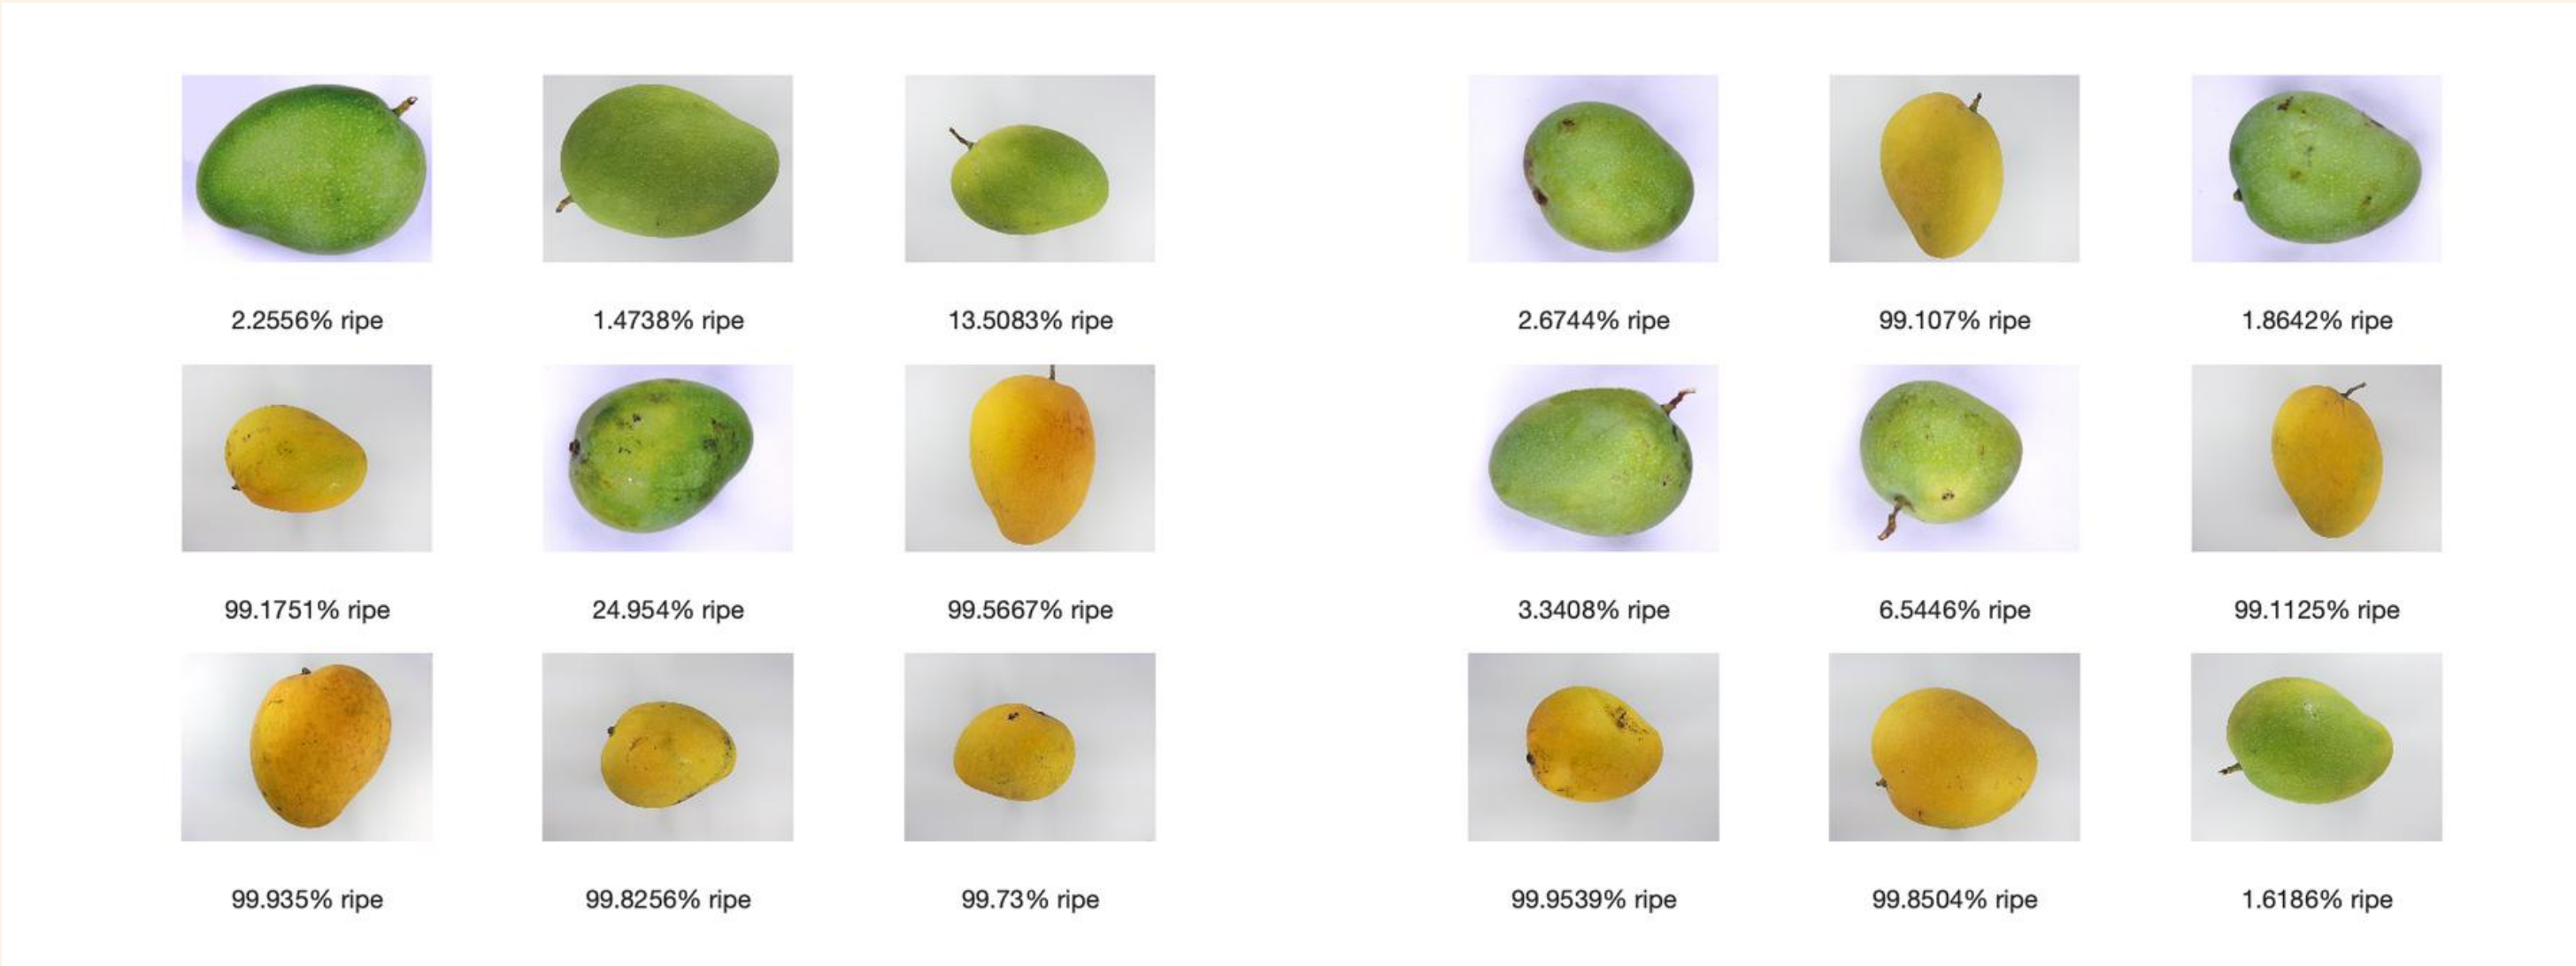 2.2556% ripe
1.4738% ripe
13.5083% ripe
2.6744% ripe
99.107% ripe
1.8642% ripe
99.1751% ripe
24.954% ripe
99.5667% ripe
3.3408% ripe
6.5446% ripe
99.1125% ripe
99.935% ripe
99.8256% ripe
99.73% ripe
99.9539% ripe
99.8504% ripe
1.6186% ripe